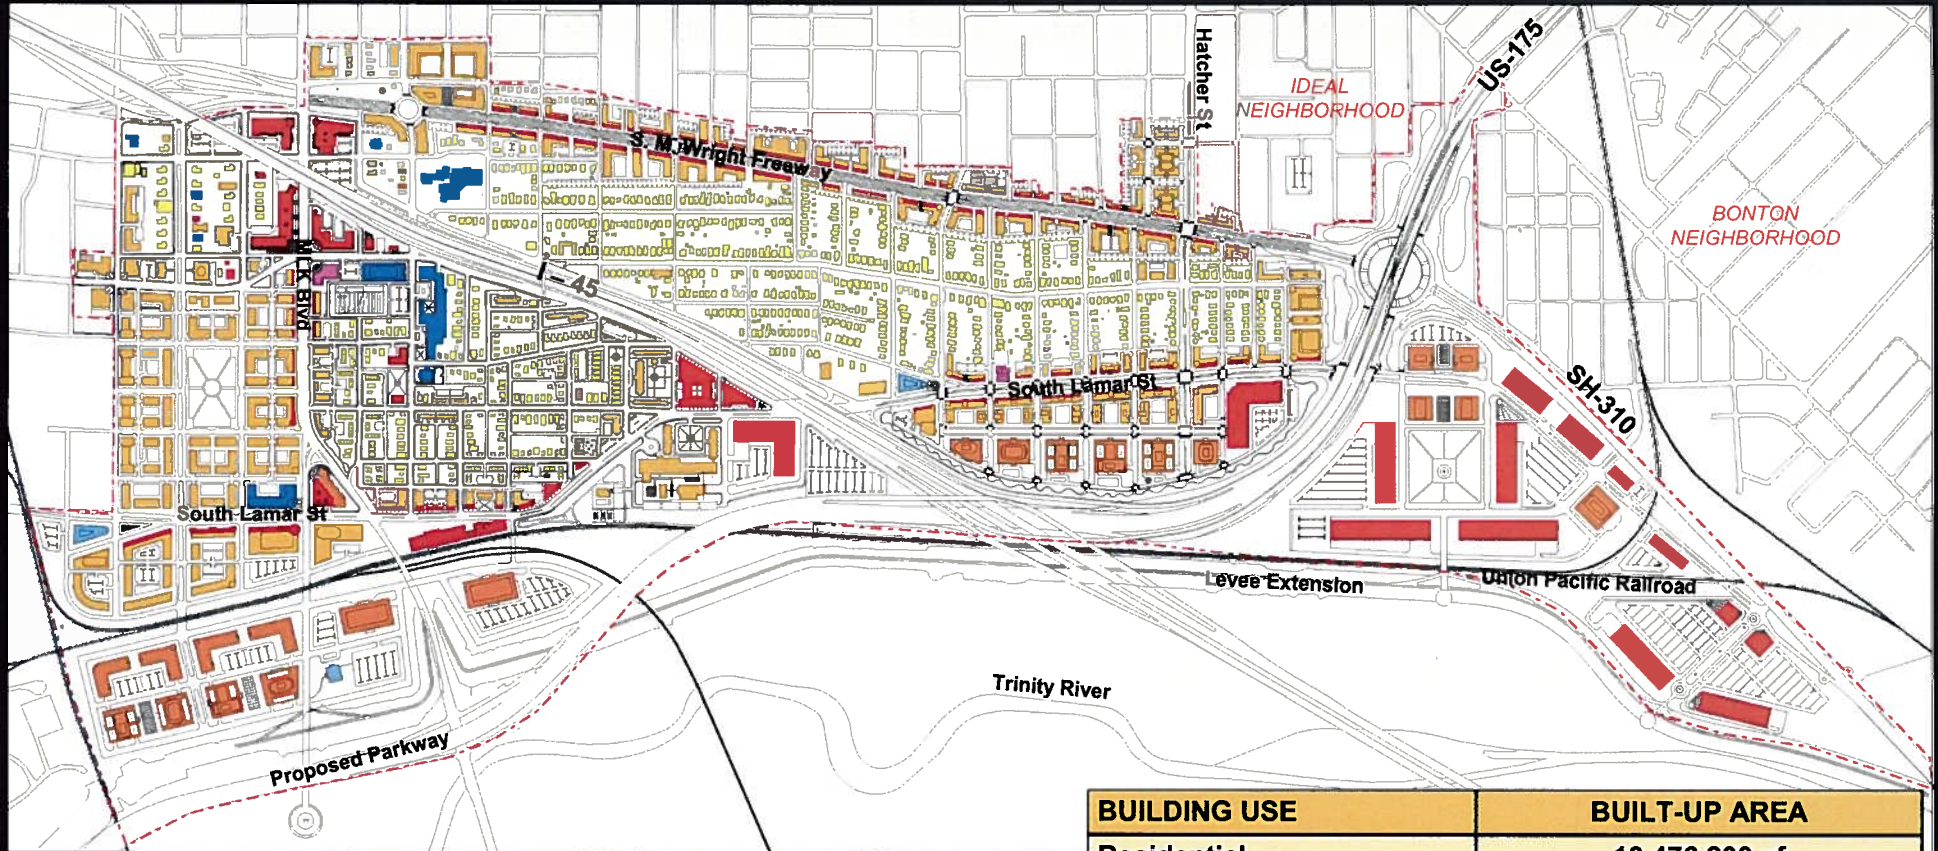 US-175
Hatcher St
IDEAL
NEIGHBORHOOD
S. M. Wright Freeway
BONTON
NEIGHBORHOOD
MLK Blvd
I-45
South Lamar St
SH-310
South Lamar St
Levee Extension
Union Pacific Railroad
Trinity River
Proposed Parkway
BUILDING USE
BUILT-UP AREA
Residential